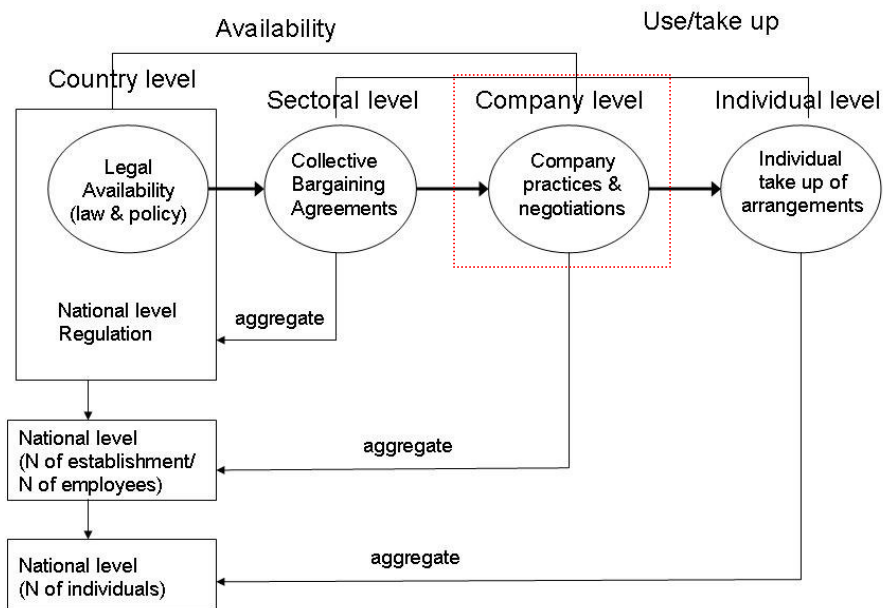 Availability
Use/take up
Country level
Sectoral level
Company level
Individual level
Legal
Availability
(law & policy)
Collective
Bargaining
Agreements
Company
practices &
negotiations
Individual
take up of
arrangements
National level
Regulation
aggregate
National level
(N of establishment/
N of employees)
aggregate
National level
(N of individuals)
aggregate